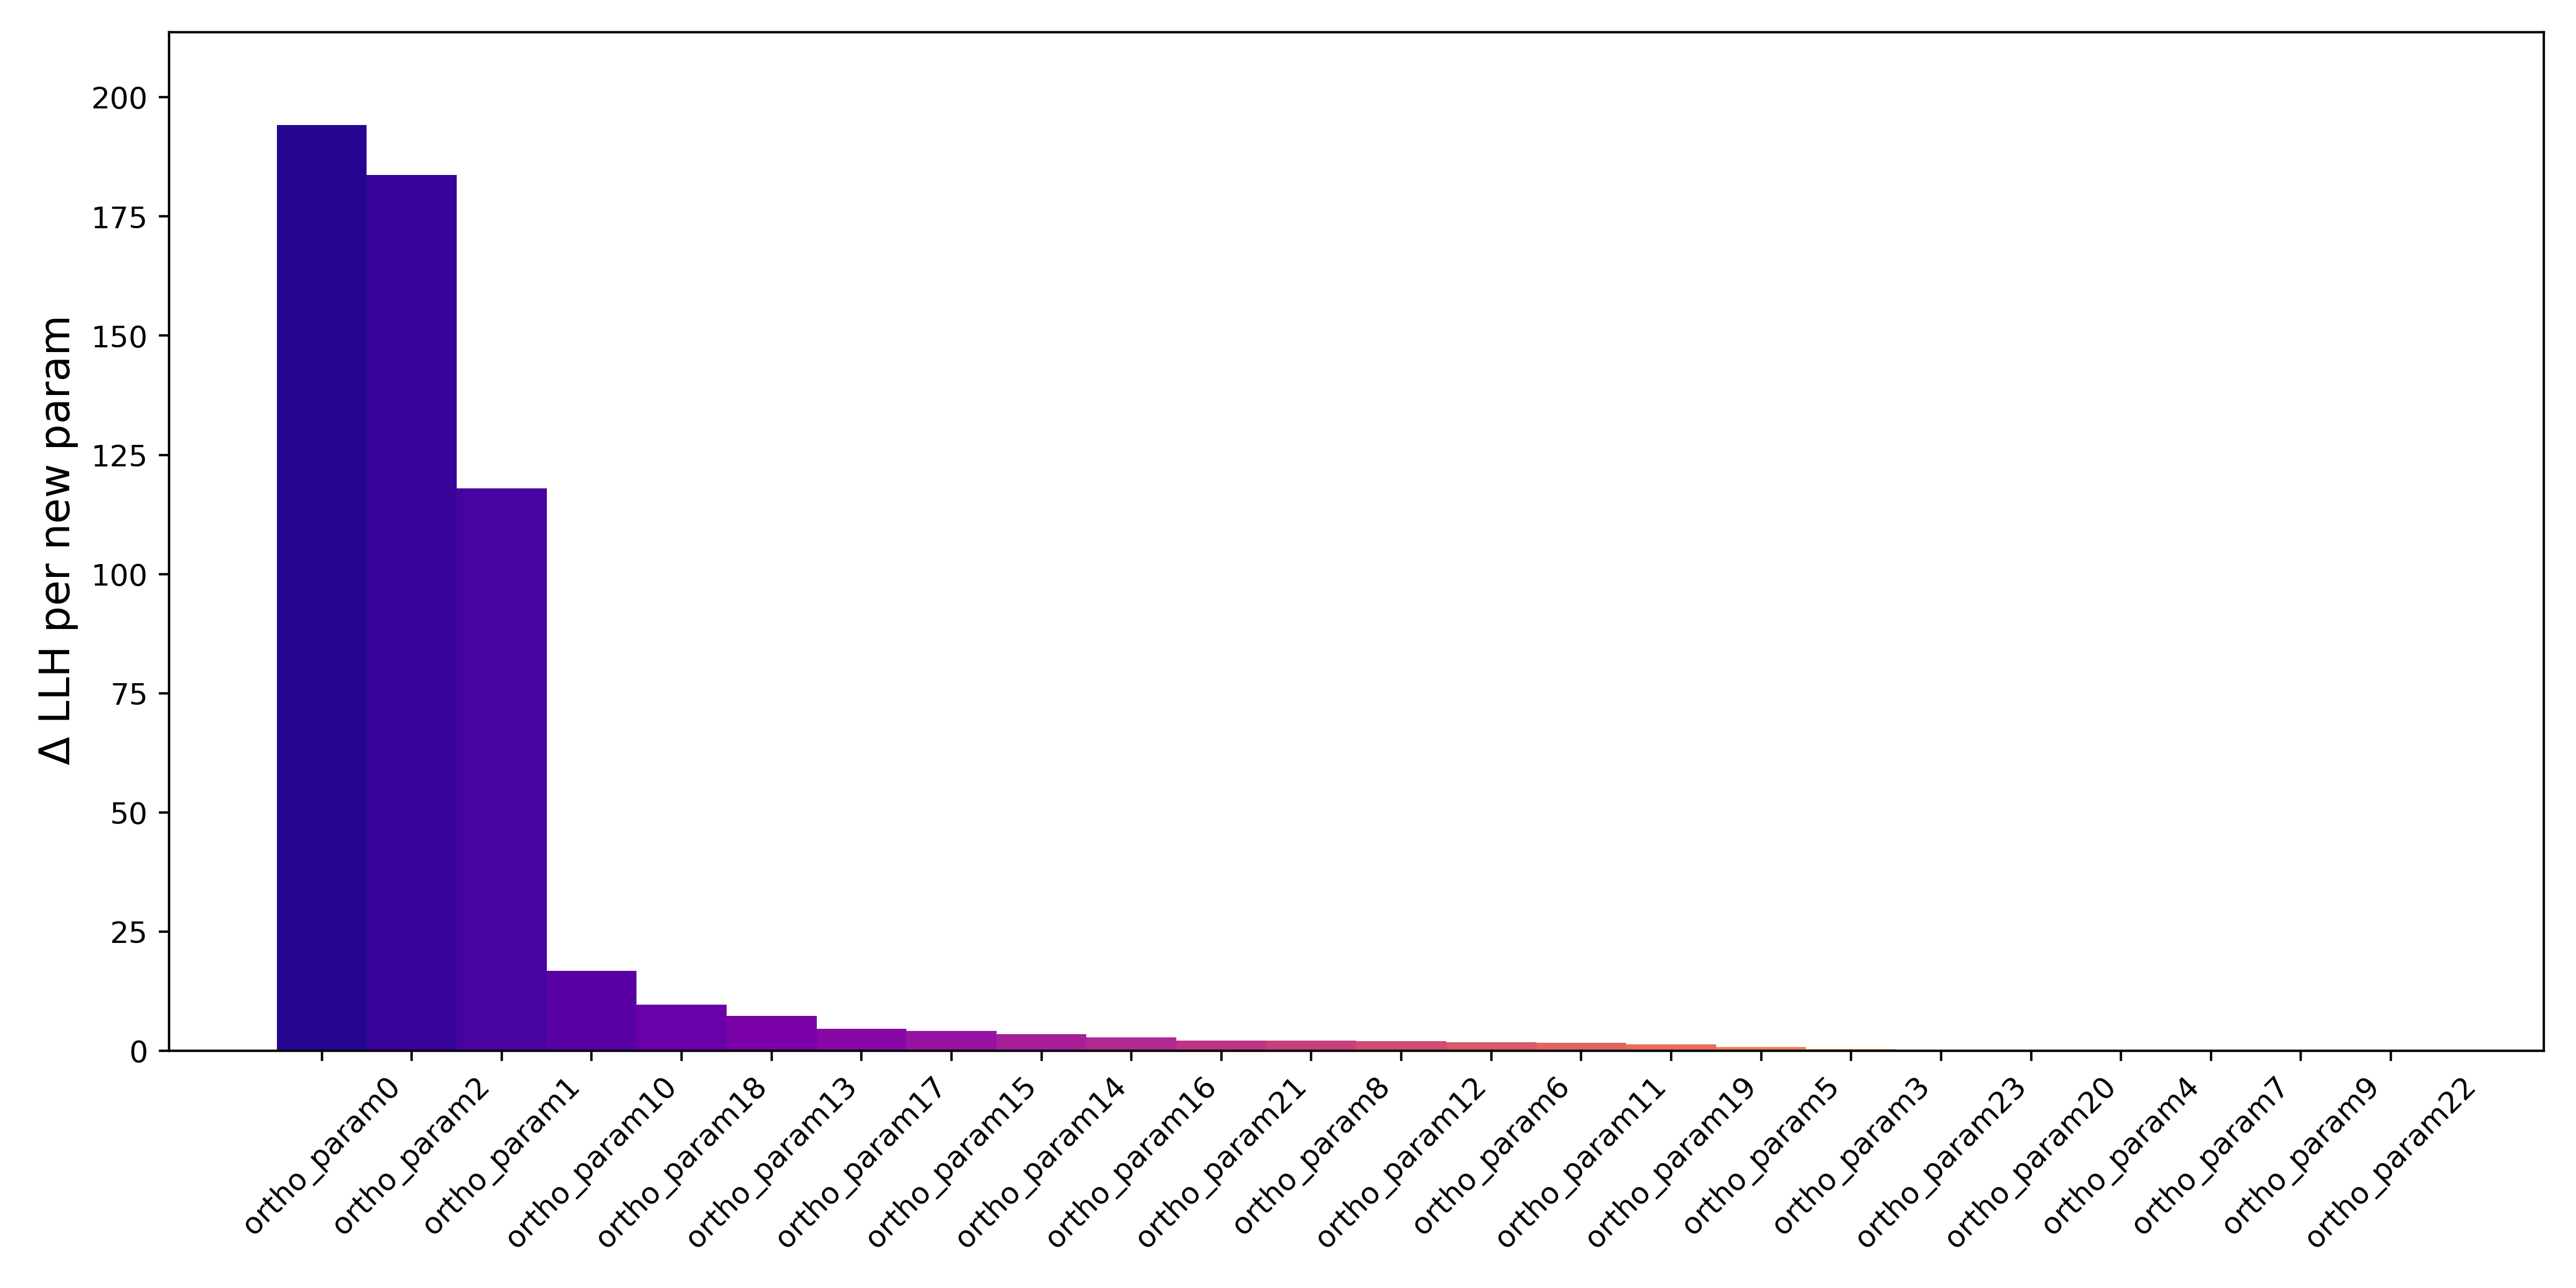 Δ LLH per new param
200
175
150
125
100
75
50
25
0
ortho_param0
ortho_param2
ortho_param1
ortho_param10
ortho_param18
ortho_param13
ortho_param17
ortho_param15
ortho_param14
ortho_param16
ortho_param21
ortho_param8
ortho_param12
ortho_param6
ortho_param11
ortho_param19
ortho_param5
ortho_param3
ortho_param23
ortho_param20
ortho_param4
ortho_param7
ortho_param9
ortho_param22